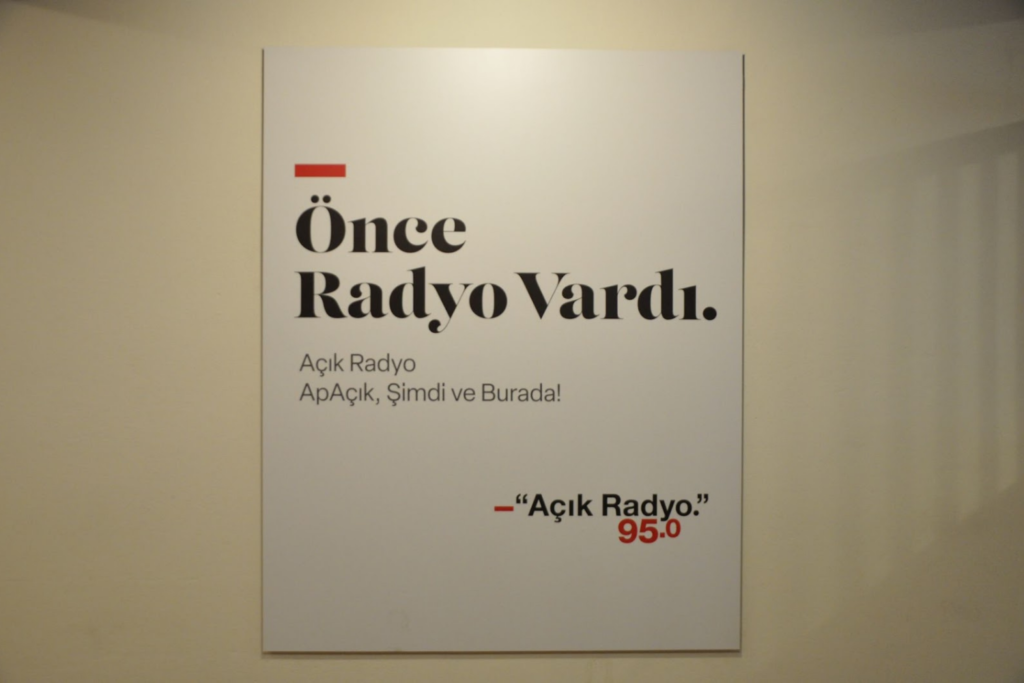 Önce
Radyo Vardı.
Açık Radyo
ApAçık, Şimdi ve Burada!
–“Açık Radyo.”
95.0